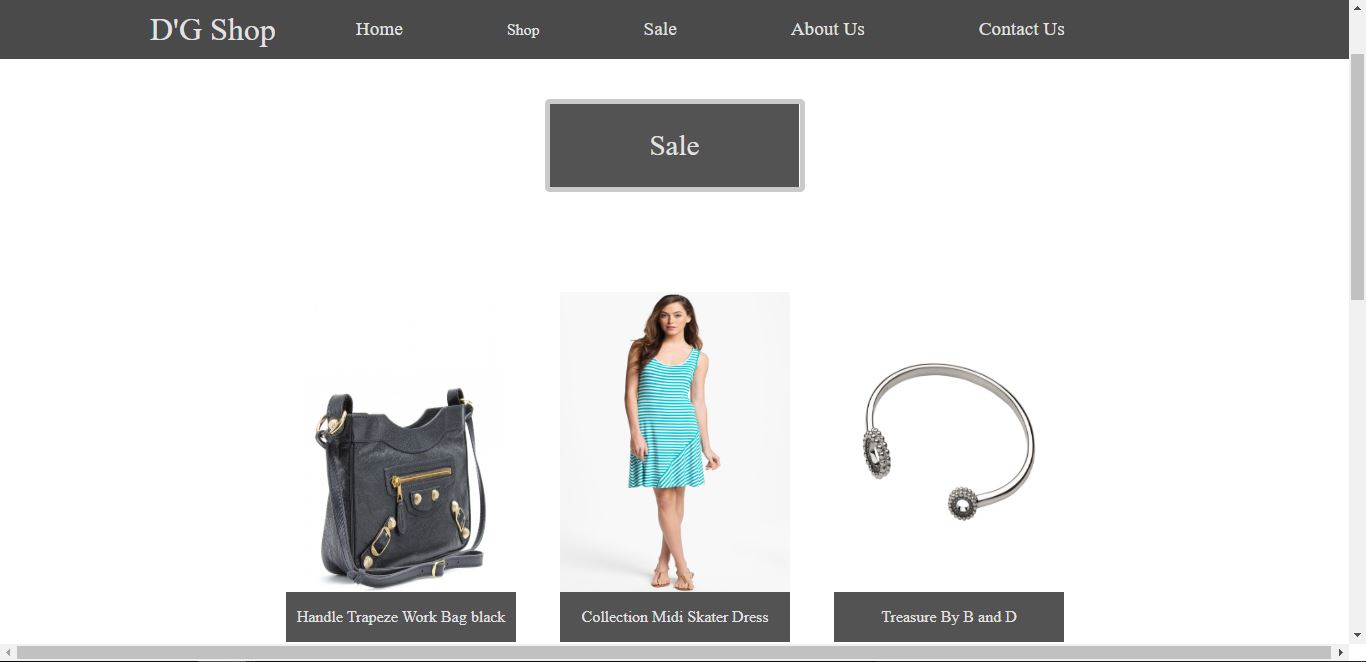 D'G Shop Home Shop Sale About Us Contact Us
Sale
Handle Trapeze Work Bag black Collection Midi Skater Dress Treasure By B and D